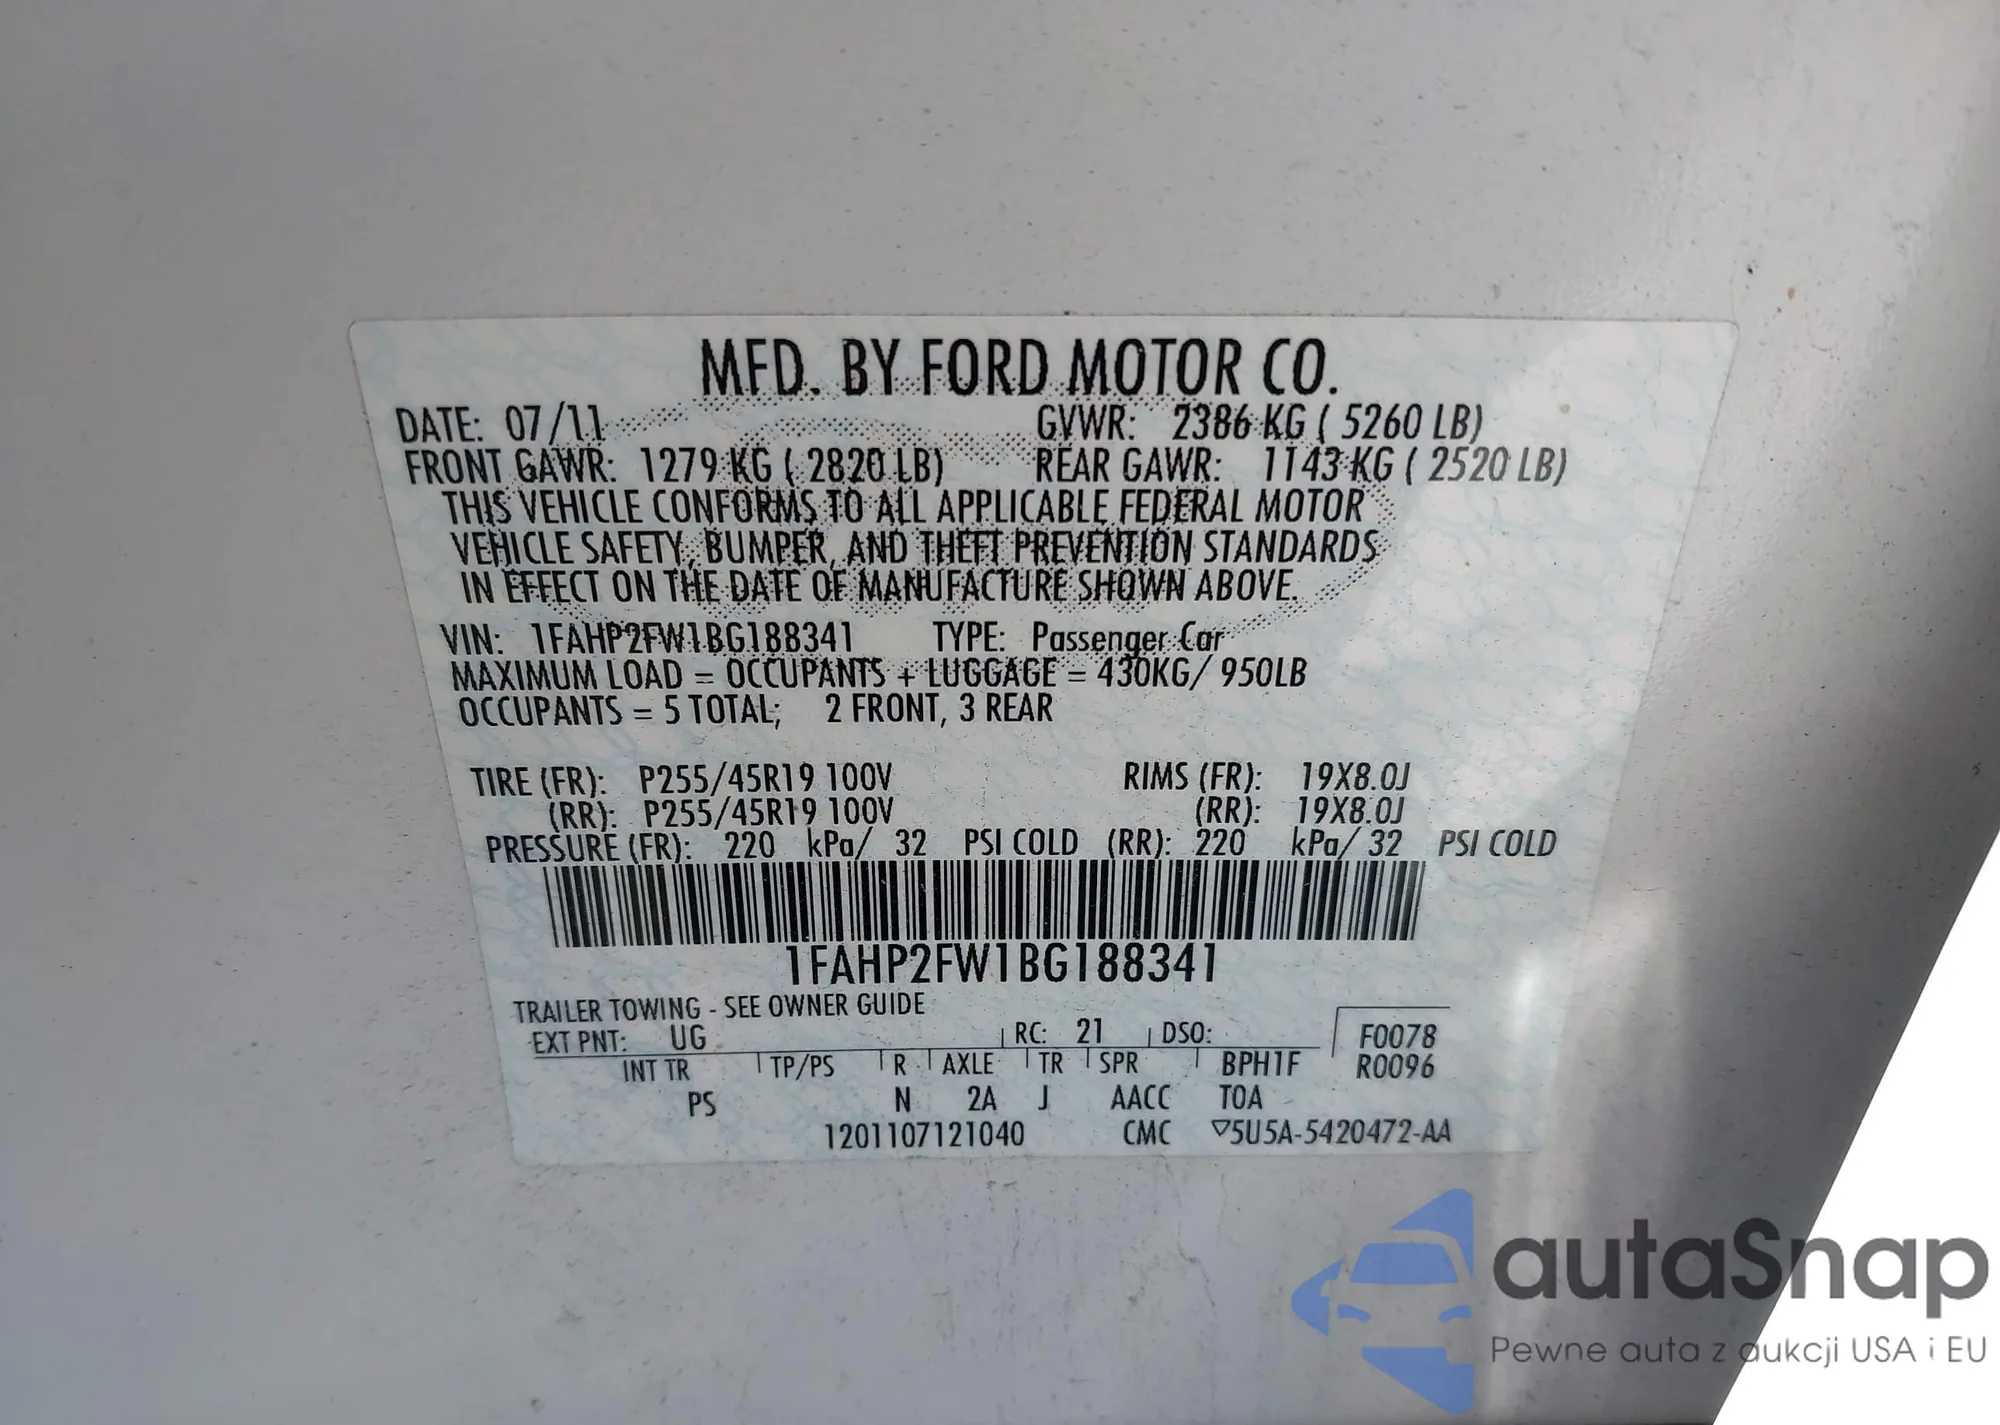 MFD. BY FORD MOTOR CO.
DATE: 07/11 GVWR: 2386 KG ( 5260 LB)
FRONT GAWR: 1279 KG ( 2820 LB) REAR GAWR: 1143 KG ( 2520 LB)
THIS VEHICLE CONFORMS TO ALL APPLICABLE FEDERAL MOTOR
VEHICLE SAFETY, BUMPER, AND THEFT PREVENTION STANDARDS
IN EFFECT ON THE DATE OF MANUFACTURE SHOWN ABOVE.
VIN: 1FAHP2FW1BG188341 TYPE: Passenger Car
MAXIMUM LOAD = OCCUPANTS + LUGGAGE = 430KG/ 950LB
OCCUPANTS = 5 TOTAL; 2 FRONT, 3 REAR
TIRE (FR): P255/45R19 100V RIMS (FR): 19X8.0J
(RR): P255/45R19 100V (RR): 19X8.0J
PRESSURE (FR): 220 kPa/ 32 PSI COLD (RR): 220 kPa/ 32 PSI COLD
1FAHP2FW1BG188341
TRAILER TOWING - SEE OWNER GUIDE
EXT PNT: UG RC: 21 DSO: F0078
INT TR TP/PS R AXLE TR SPR BPH1F R0096
PS N 2A J AACC TOA
1201107121040 CMC ▽5U5A-5420472-AA
autaSnap
Pewne auta z aukcji USA i EU